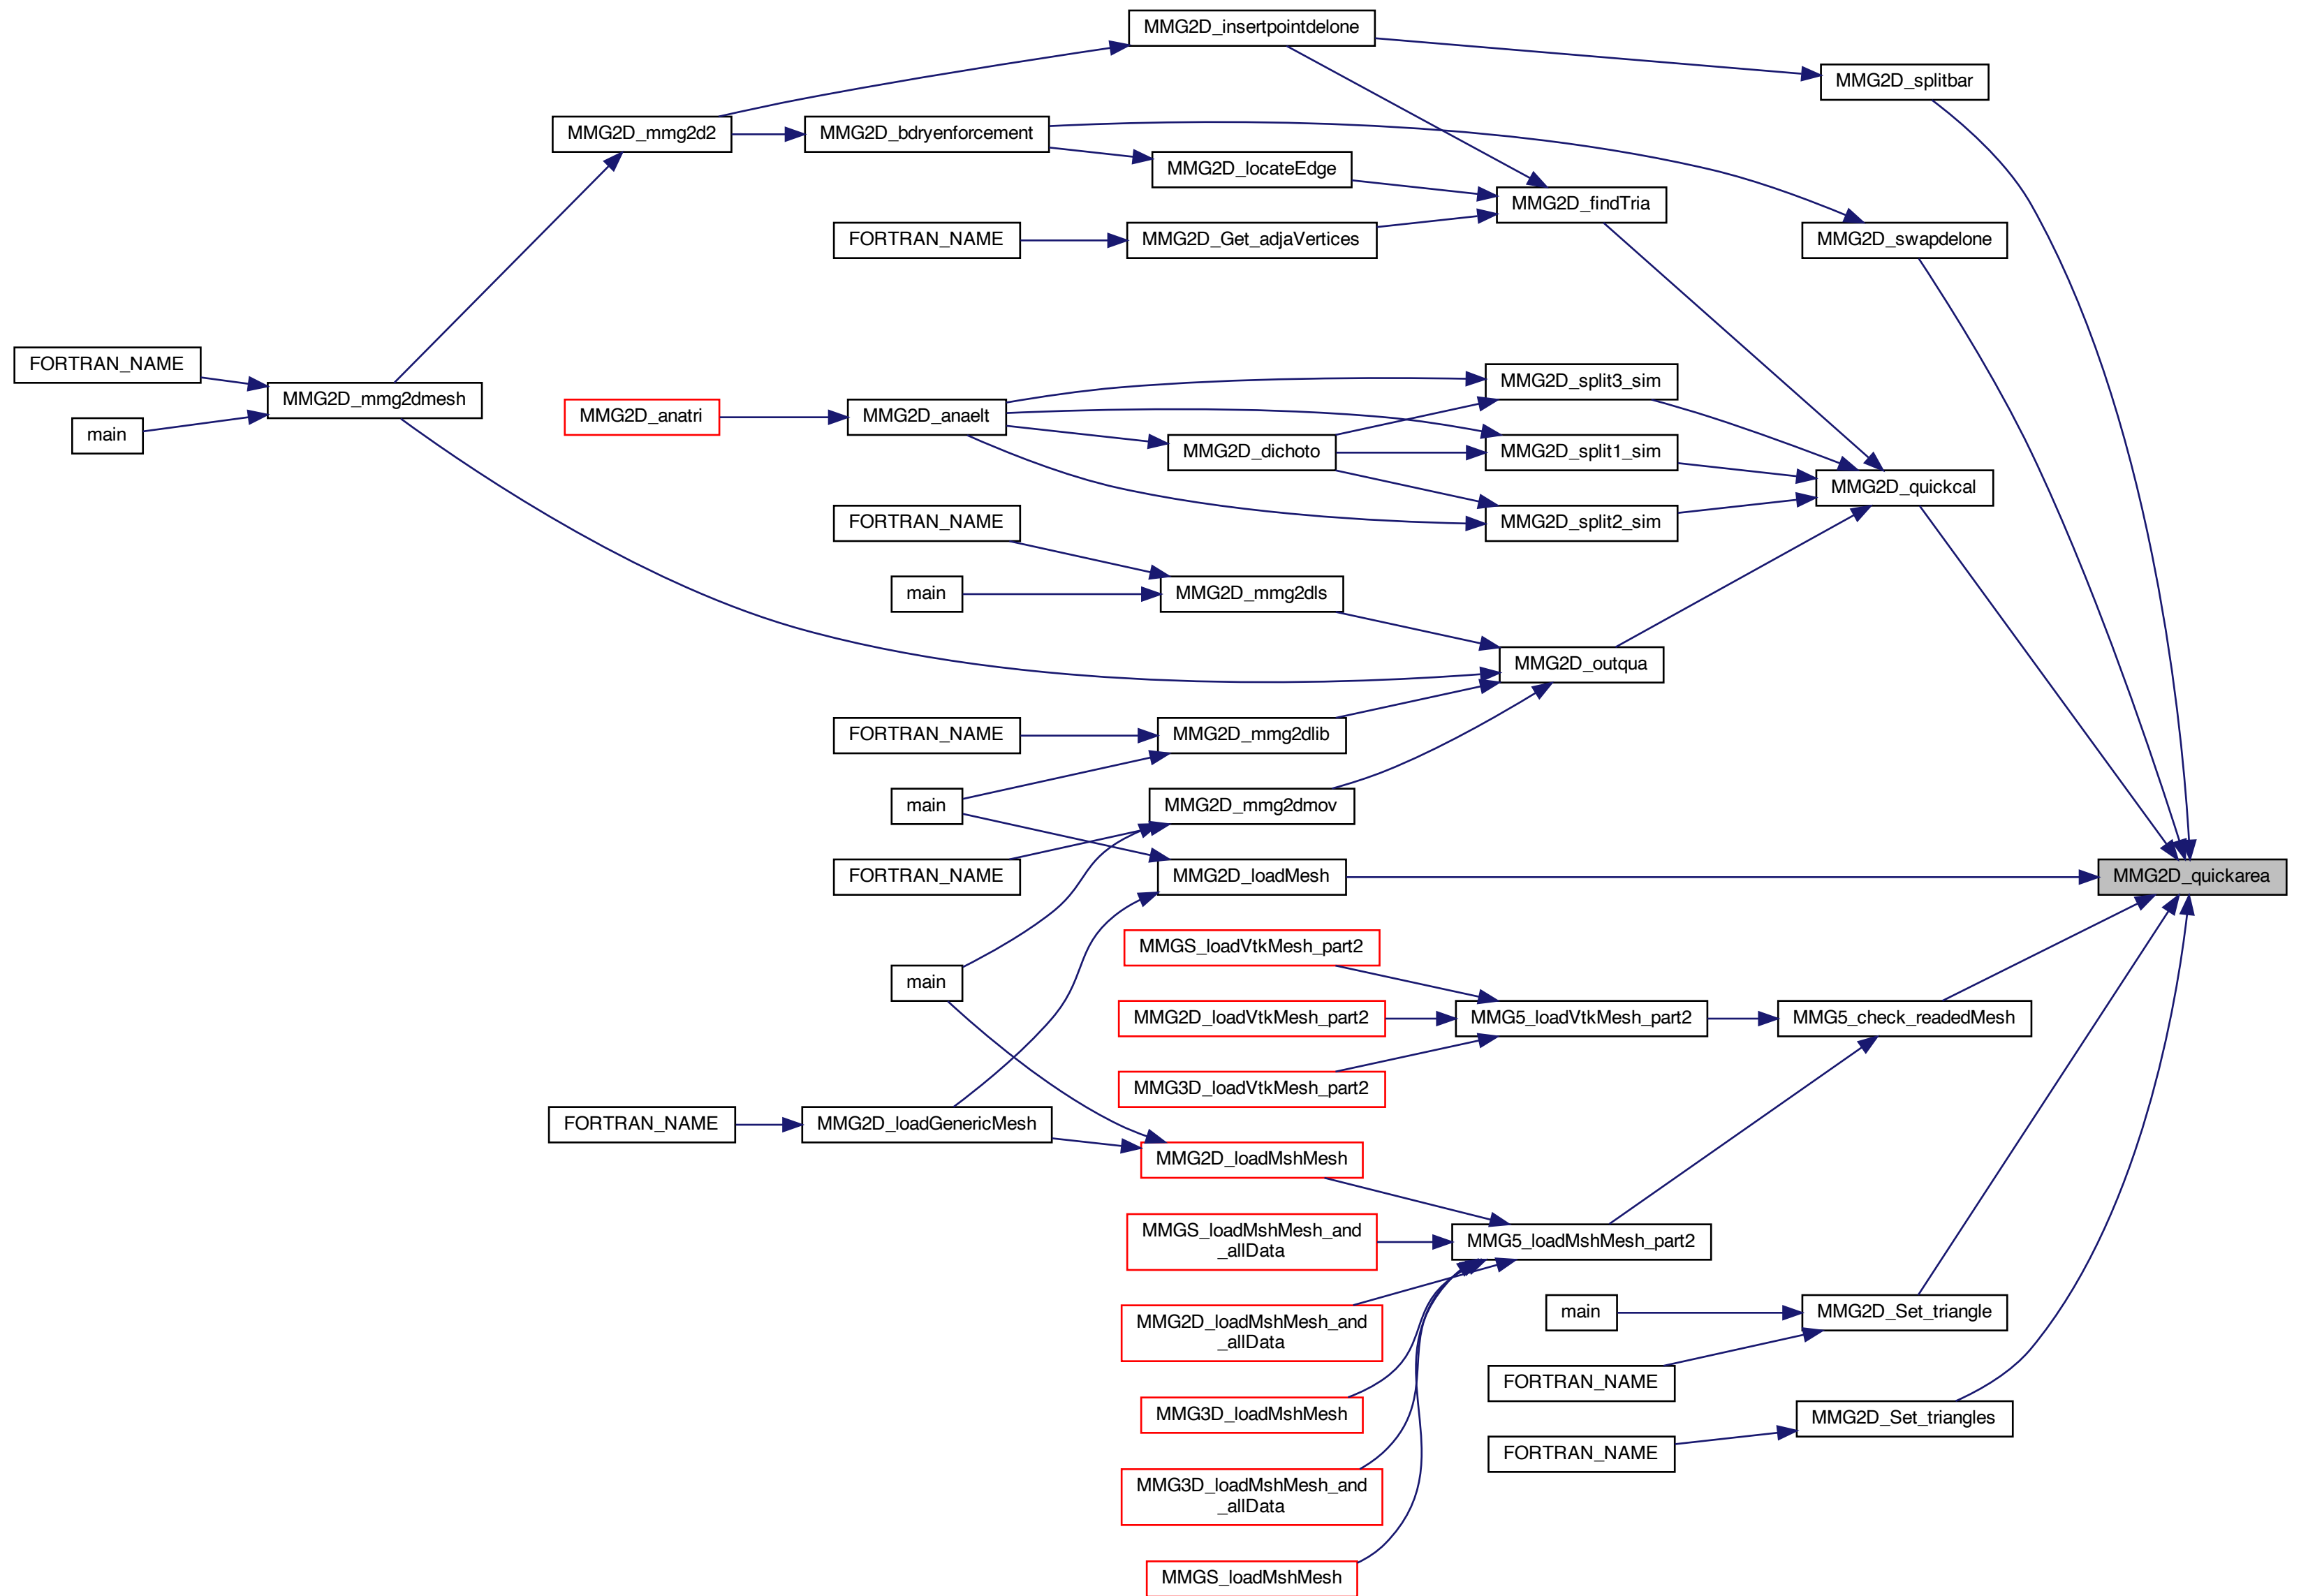 MMG2D_insertpointdelone
MMG2D_splitbar
MMG2D_mmg2d2
MMG2D_bdryenforcement
MMG2D_locateEdge
MMG2D_findTria
FORTRAN_NAME
MMG2D_Get_adjaVertices
MMG2D_swapdelone
FORTRAN_NAME
MMG2D_mmg2dmesh
main
MMG2D_anatri
MMG2D_anaelt
MMG2D_split3_sim
MMG2D_dichoto
MMG2D_split1_sim
MMG2D_quickcal
FORTRAN_NAME
MMG2D_split2_sim
main
MMG2D_mmg2dls
MMG2D_outqua
FORTRAN_NAME
MMG2D_mmg2dlib
main
MMG2D_mmg2dmov
FORTRAN_NAME
MMG2D_loadMesh
MMG2D_quickarea
MMGS_loadVtkMesh_part2
main
MMG2D_loadVtkMesh_part2
MMG5_loadVtkMesh_part2
MMG5_check_readedMesh
MMG3D_loadVtkMesh_part2
FORTRAN_NAME
MMG2D_loadGenericMesh
MMG2D_loadMshMesh
MMGS_loadMshMesh_and
_allData
MMG5_loadMshMesh_part2
MMG2D_loadMshMesh_and
_allData
main
MMG2D_Set_triangle
FORTRAN_NAME
MMG3D_loadMshMesh
MMG2D_Set_triangles
FORTRAN_NAME
MMG3D_loadMshMesh_and
_allData
MMGS_loadMshMesh